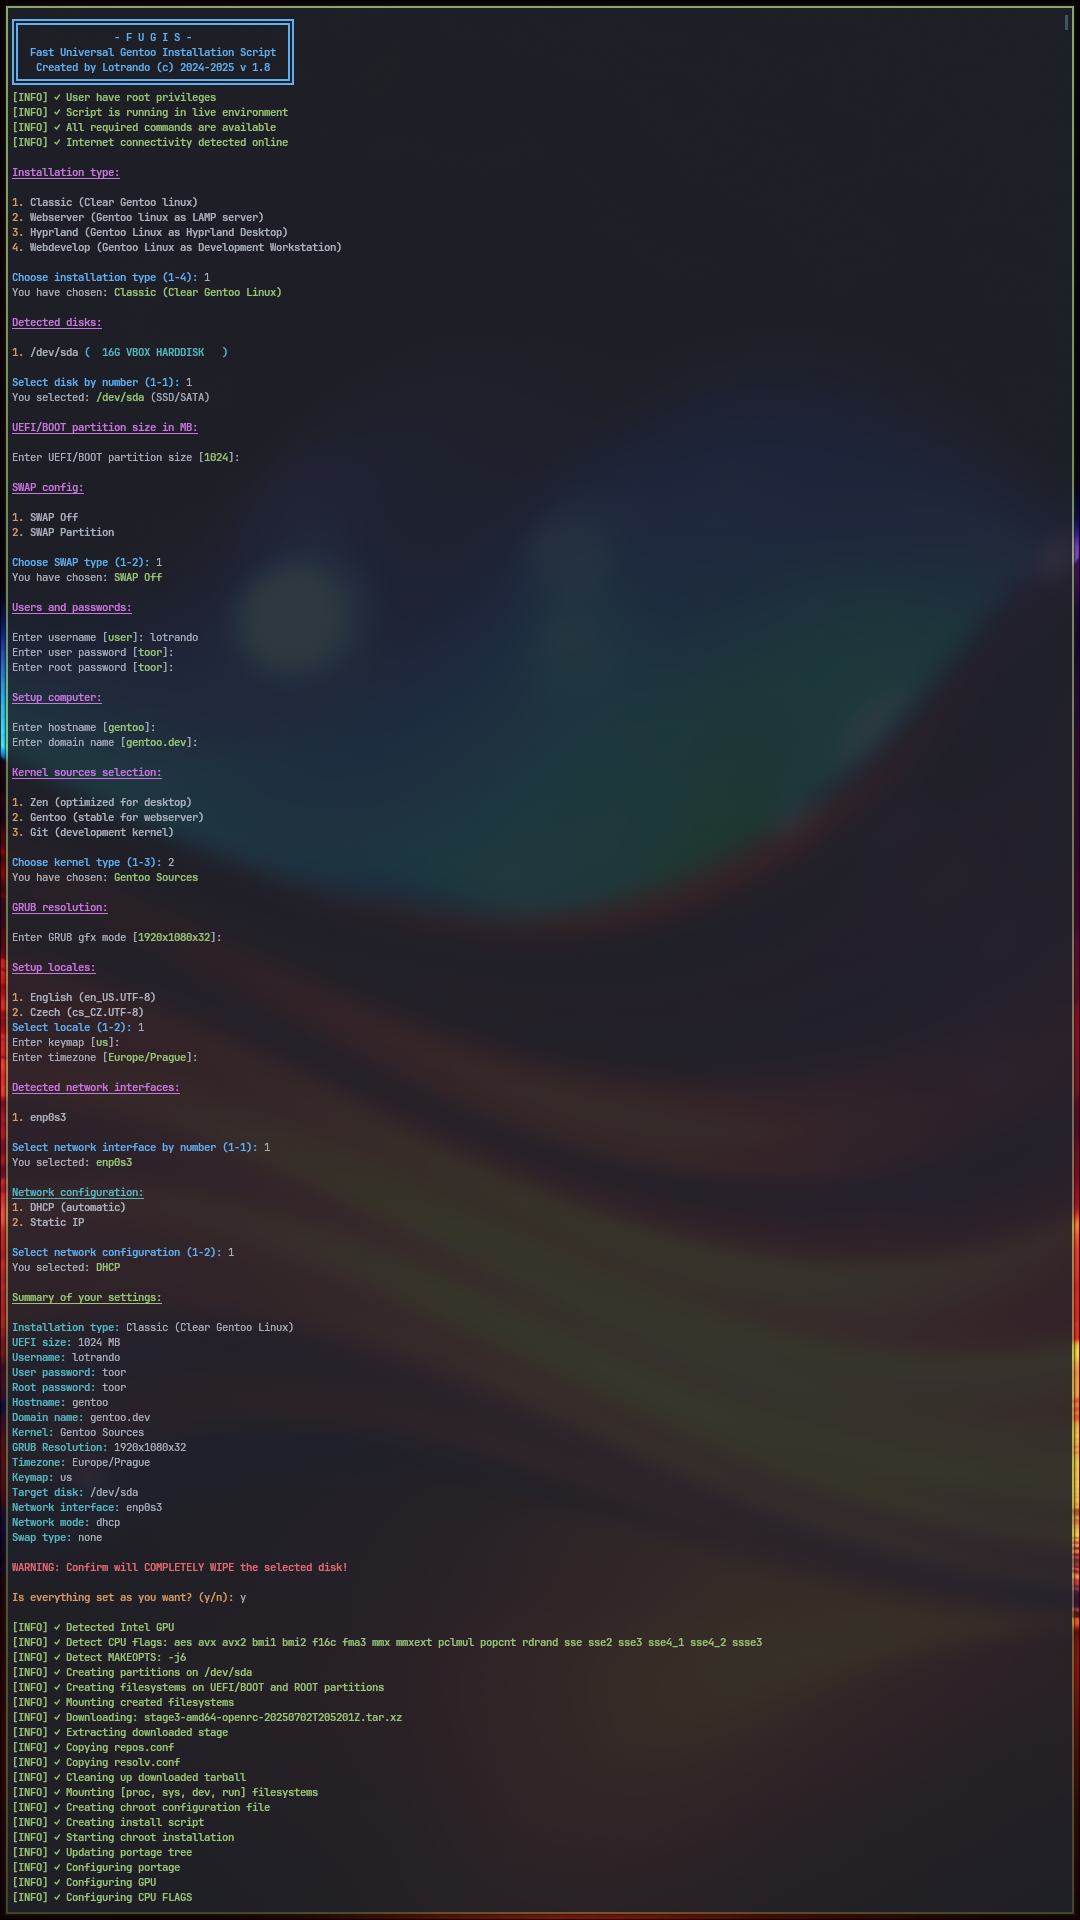 - F U G I S -
Fast Universal Gentoo Installation Script
Created by Lotrando (c) 2024-2025 v 1.8
[INFO] ✓ User have root privileges
[INFO] ✓ Script is running in live environment
[INFO] ✓ All required commands are available
[INFO] ✓ Internet connectivity detected online
Installation type:
1. Classic (Clear Gentoo linux)
2. Webserver (Gentoo linux as LAMP server)
3. Hyprland (Gentoo Linux as Hyprland Desktop)
4. Webdevelop (Gentoo Linux as Development Workstation)
Choose installation type (1-4): 1
You have chosen: Classic (Clear Gentoo Linux)
Detected disks:
1. /dev/sda (  16G VBOX HARDDISK   )
Select disk by number (1-1): 1
You selected: /dev/sda (SSD/SATA)
UEFI/BOOT partition size in MB:
Enter UEFI/BOOT partition size [1024]:
SWAP config:
1. SWAP Off
2. SWAP Partition
Choose SWAP type (1-2): 1
You have chosen: SWAP Off
Users and passwords:
Enter username [user]: lotrando
Enter user password [toor]:
Enter root password [toor]:
Setup computer:
Enter hostname [gentoo]:
Enter domain name [gentoo.dev]:
Kernel sources selection:
1. Zen (optimized for desktop)
2. Gentoo (stable for webserver)
3. Git (development kernel)
Choose kernel type (1-3): 2
You have chosen: Gentoo Sources
GRUB resolution:
Enter GRUB gfx mode [1920x1080x32]:
Setup locales:
1. English (en_US.UTF-8)
2. Czech (cs_CZ.UTF-8)
Select locale (1-2): 1
Enter keymap [us]:
Enter timezone [Europe/Prague]:
Detected network interfaces:
1. enp0s3
Select network interface by number (1-1): 1
You selected: enp0s3
Network configuration:
1. DHCP (automatic)
2. Static IP
Select network configuration (1-2): 1
You selected: DHCP
Summary of your settings:
Installation type: Classic (Clear Gentoo Linux)
UEFI size: 1024 MB
Username: lotrando
User password: toor
Root password: toor
Hostname: gentoo
Domain name: gentoo.dev
Kernel: Gentoo Sources
GRUB Resolution: 1920x1080x32
Timezone: Europe/Prague
Keymap: us
Target disk: /dev/sda
Network interface: enp0s3
Network mode: dhcp
Swap type: none
WARNING: Confirm will COMPLETELY WIPE the selected disk!
Is everything set as you want? (y/n): y
[INFO] ✓ Detected Intel GPU
[INFO] ✓ Detect CPU flags: aes avx avx2 bmi1 bmi2 f16c fma3 mmx mmxext pclmul popcnt rdrand sse sse2 sse3 sse4_1 sse4_2 ssse3
[INFO] ✓ Detect MAKEOPTS: -j6
[INFO] ✓ Creating partitions on /dev/sda
[INFO] ✓ Creating filesystems on UEFI/BOOT and ROOT partitions
[INFO] ✓ Mounting created filesystems
[INFO] ✓ Downloading: stage3-amd64-openrc-20250702T205201Z.tar.xz
[INFO] ✓ Extracting downloaded stage
[INFO] ✓ Copying repos.conf
[INFO] ✓ Copying resolv.conf
[INFO] ✓ Cleaning up downloaded tarball
[INFO] ✓ Mounting [proc, sys, dev, run] filesystems
[INFO] ✓ Creating chroot configuration file
[INFO] ✓ Creating install script
[INFO] ✓ Starting chroot installation
[INFO] ✓ Updating portage tree
[INFO] ✓ Configuring portage
[INFO] ✓ Configuring GPU
[INFO] ✓ Configuring CPU FLAGS